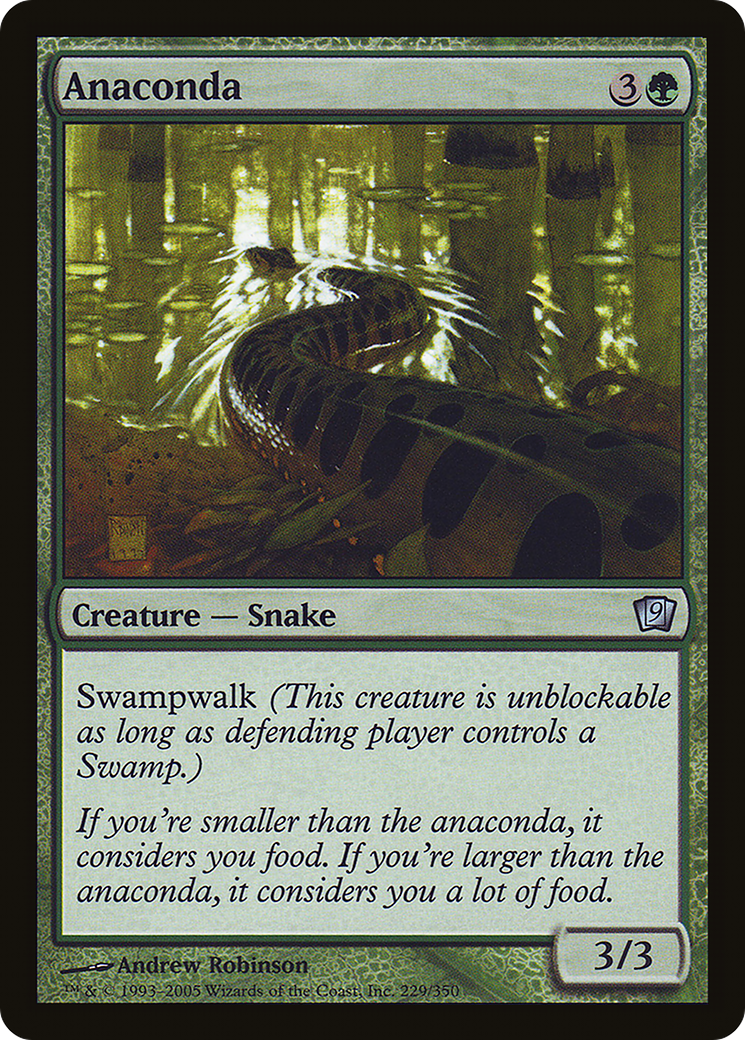 Anaconda
3
Creature — Snake
9
Swampwalk (This creature is unblockable
as long as defending player controls a
Swamp.)
If you're smaller than the anaconda, it
considers you food. If you're larger than the
anaconda, it considers you a lot of food.
3/3
Andrew Robinson
™ & © 1993–2005 Wizards of the Coast, Inc. 229/350